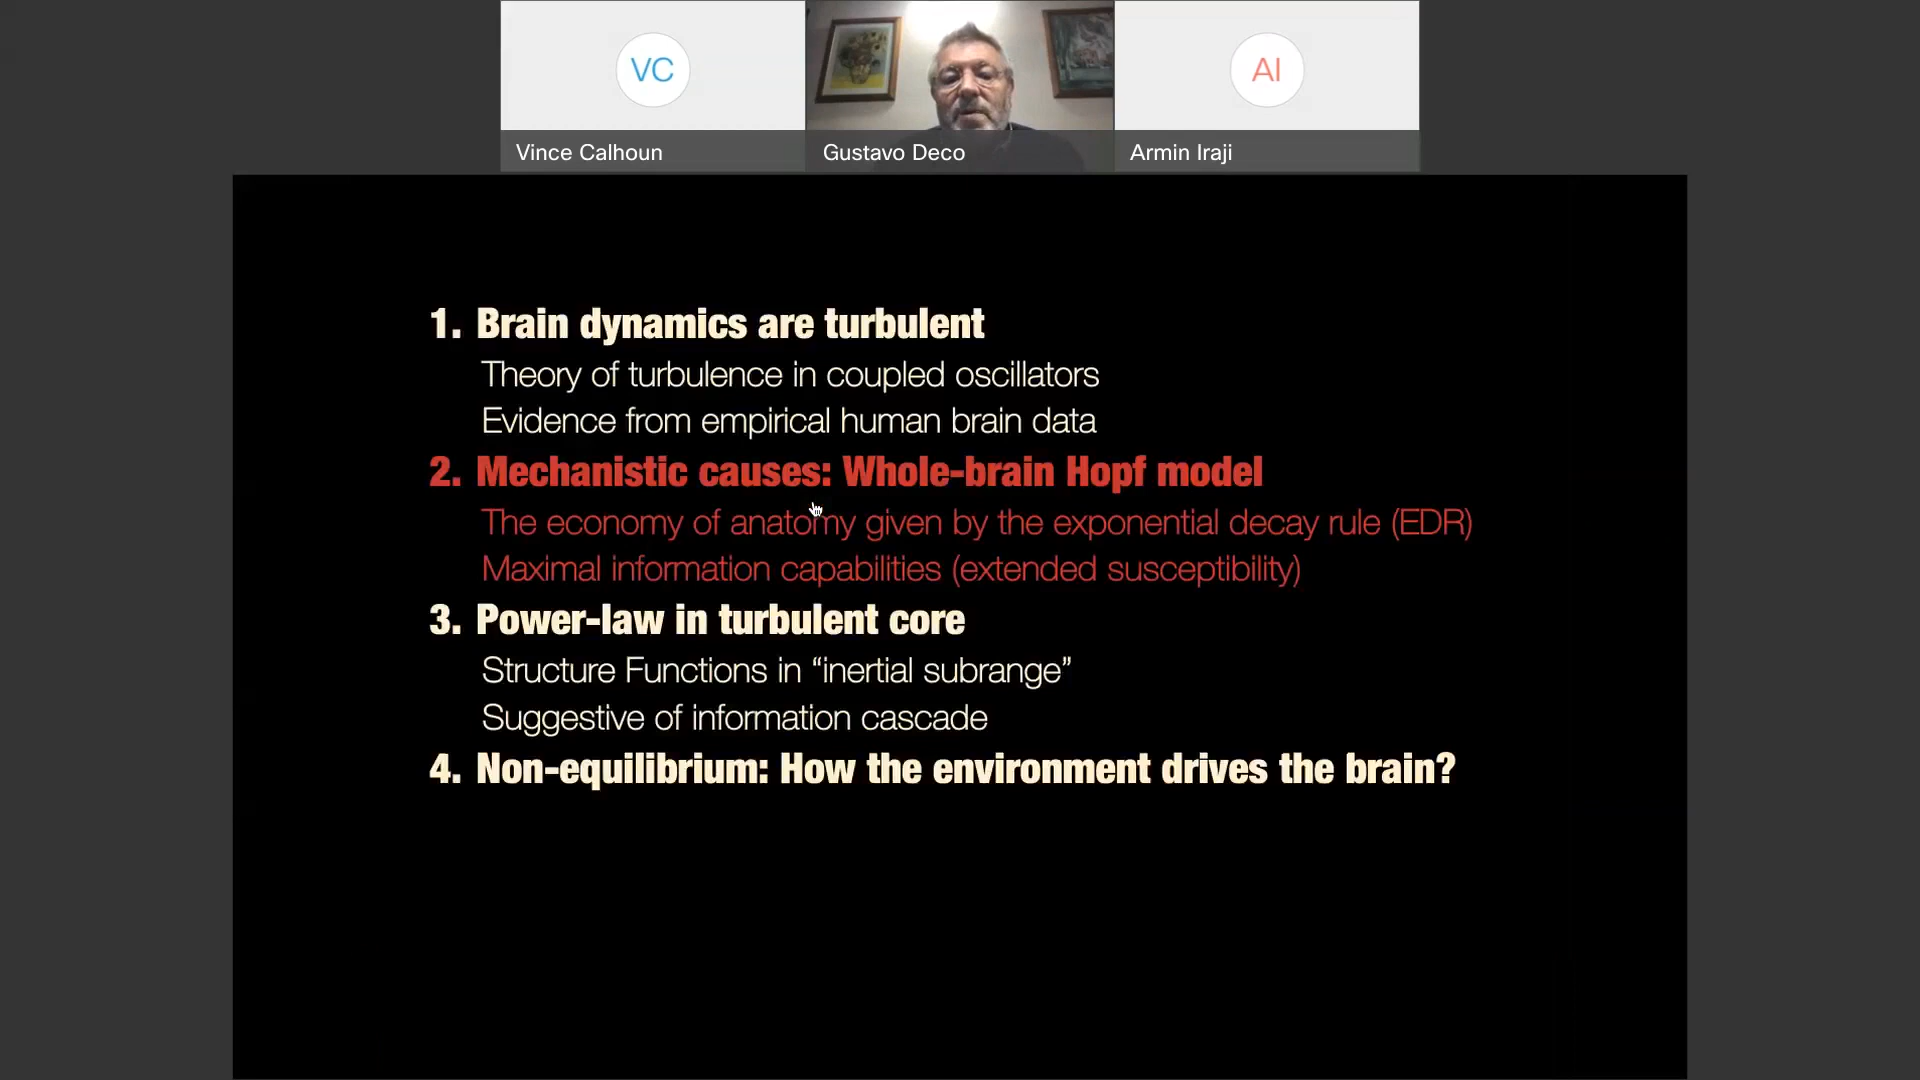 VC
AI
Vince Calhoun
Gustavo Deco
Armin Iraji
1. Brain dynamics are turbulent
Theory of turbulence in coupled oscillators
Evidence from empirical human brain data
2. Mechanistic causes: Whole-brain Hopf model
The economy of anatomy given by the exponential decay rule (EDR)
Maximal information capabilities (extended susceptibility)
3. Power-law in turbulent core
Structure Functions in “inertial subrange”
Suggestive of information cascade
4. Non-equilibrium: How the environment drives the brain?